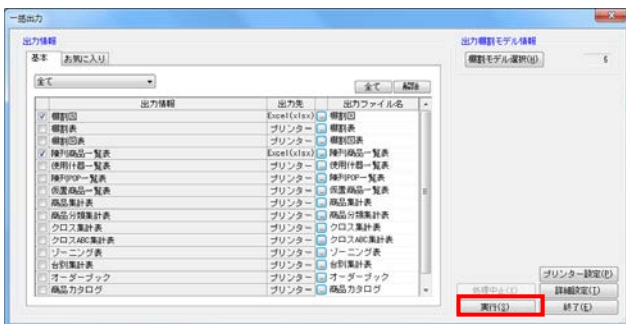 一括出力
出力情報
基本 お気に入り
全て 全て 解除
出力情報 出力先 出力ファイル名
棚割図 Excel(xlsx) 棚割図
棚割表 プリンター 棚割表
棚割図表 プリンター 棚割図表
陳列商品一覧表 Excel(xlsx) 陳列商品一覧表
使用什器一覧表 プリンター 使用什器一覧表
陳列POP一覧表 プリンター 陳列POP一覧表
仮置商品一覧表 プリンター 仮置商品一覧表
商品集計表 プリンター 商品集計表
商品分類集計表 プリンター 商品分類集計表
クロス集計表 プリンター クロス集計表
クロスABC集計表 プリンター クロスABC集計表
ゾーニング表 プリンター ゾーニング表
台別集計表 プリンター 台別集計表
オーダーブック プリンター オーダーブック
商品カタログ プリンター 商品カタログ
出力棚割モデル情報
棚割モデル選択(M)
プリンター設定(P)
処理中止(X) 詳細設定(I)
実行(S) 終了(E)